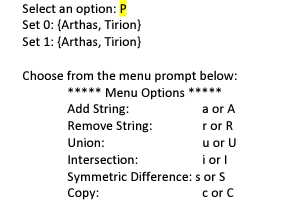 Select an option: P
Set 0: {Arthas, Tirion}
Set 1: {Arthas, Tirion}
Choose from the menu prompt below:
***** Menu Options *****
Add String: a or A
Remove String: r or R
Union: u or U
Intersection: i or I
Symmetric Difference: s or S
Copy: c or C